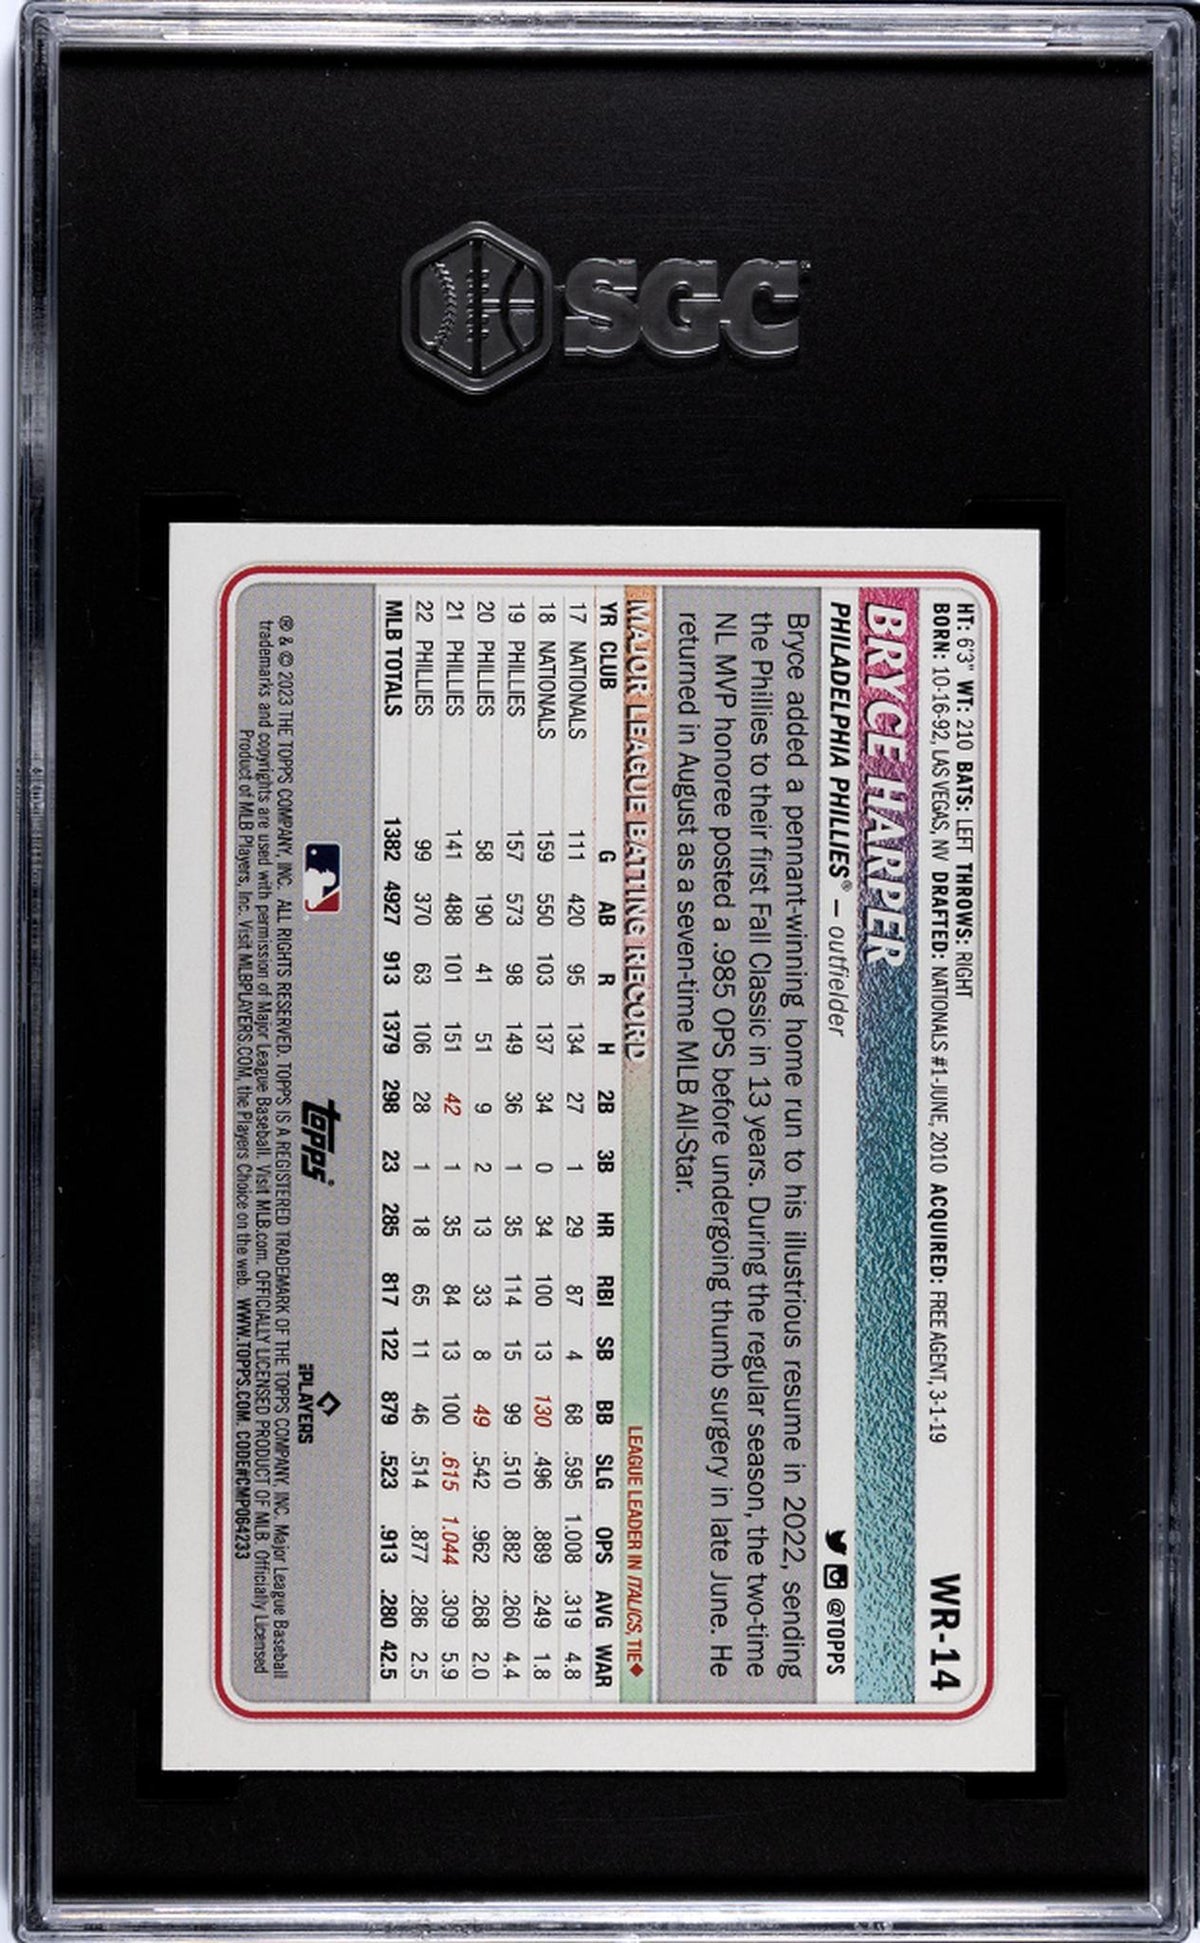 SGC
HT: 6'3" WT: 210 BATS: LEFT THROWS: RIGHT
BORN: 10-16-92, LAS VEGAS, NV DRAFTED: NATIONALS #1-JUNE, 2010 ACQUIRED: FREE AGENT, 3-1-19
WR-14
BRYCE HARPER
PHILADELPHIA PHILLIES® – outfielder
@TOPPS
Bryce added a pennant-winning home run to his illustrious resume in 2022, sending
the Phillies to their first Fall Classic in 13 years. During the regular season, the two-time
NL MVP honoree posted a .985 OPS before undergoing thumb surgery in late June. He
returned in August as a seven-time MLB All-Star.
MAJOR LEAGUE BATTING RECORD
LEAGUE LEADER IN ITALICS, TIE♦
YR CLUB G AB R H 2B 3B HR RBI SB BB SLG OPS AVG WAR
17 NATIONALS 111 420 95 134 27 1 29 87 4 68 .595 1.008 .319 4.8
18 NATIONALS 159 550 103 137 34 0 34 100 13 130 .496 .889 .249 1.8
19 PHILLIES 157 573 98 149 36 1 35 114 15 99 .510 .882 .260 4.4
20 PHILLIES 58 190 41 51 9 2 13 33 8 49 .542 .962 .268 2.0
21 PHILLIES 141 488 101 151 42 1 35 84 13 100 .615 1.044 .309 5.9
22 PHILLIES 99 370 63 106 28 1 18 65 11 46 .514 .877 .286 2.5
MLB TOTALS 1382 4927 913 1379 298 23 285 817 122 879 .523 .913 .280 42.5
topps®
PLAYERS
® & © 2023 THE TOPPS COMPANY, INC. ALL RIGHTS RESERVED. TOPPS IS A REGISTERED TRADEMARK OF THE TOPPS COMPANY, INC. Major League Baseball
trademarks and copyrights are used with permission of Major League Baseball. Visit MLB.com. OFFICIALLY LICENSED PRODUCT OF MLB. Officially Licensed
Product of MLB Players, Inc. Visit MLBPLAYERS.COM, the Players Choice on the web. WWW.TOPPS.COM. CODE#CMP064233